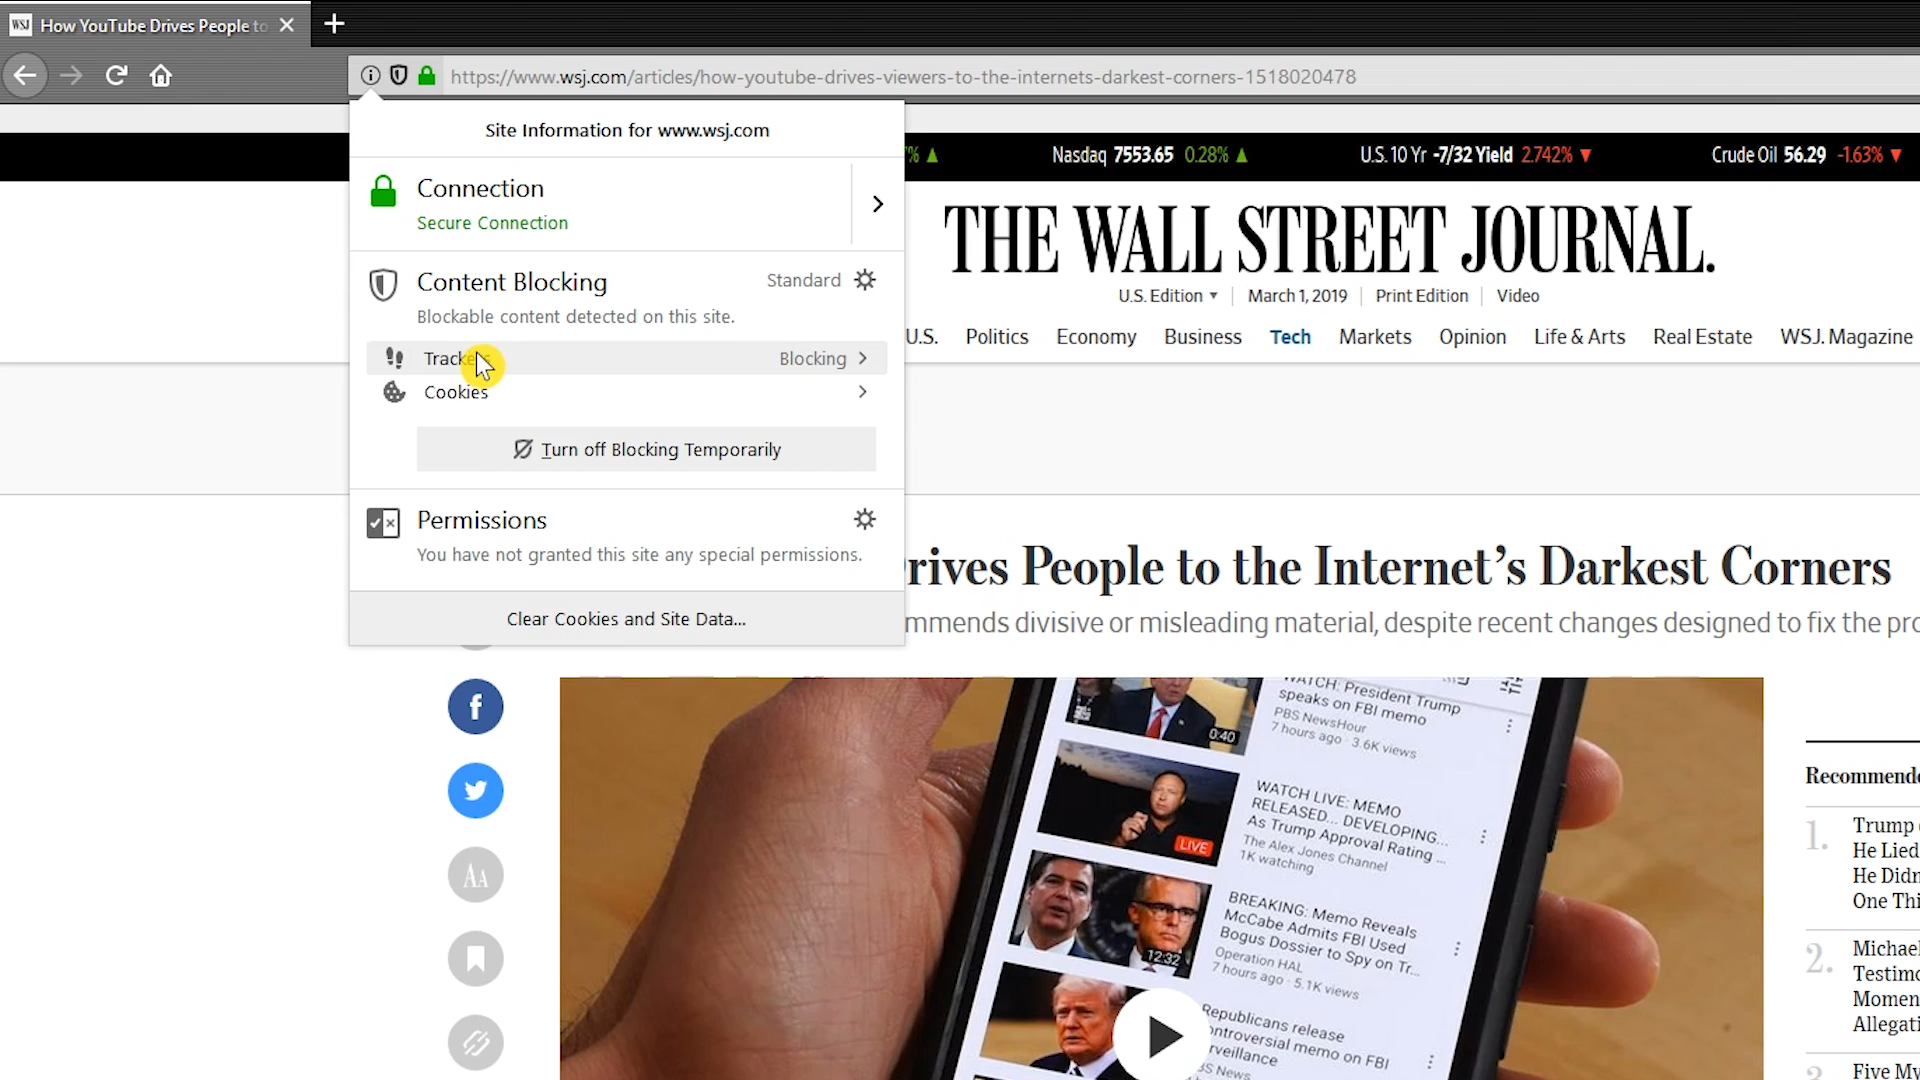 WSJ How YouTube Drives People to
https://www.wsj.com/articles/how-youtube-drives-viewers-to-the-internets-darkest-corners-1518020478
Site Information for www.wsj.com
Connection
Secure Connection
Content Blocking Standard
Blockable content detected on this site.
Trackers Blocking
Cookies
Turn off Blocking Temporarily
Permissions
You have not granted this site any special permissions.
Clear Cookies and Site Data...
% Nasdaq 7553.65 0.28% U.S. 10 Yr -7/32 Yield 2.742% Crude Oil 56.29 -1.63%
THE WALL STREET JOURNAL.
U.S. Edition March 1, 2019 Print Edition Video
U.S. Politics Economy Business Tech Markets Opinion Life & Arts Real Estate WSJ. Magazine
rives People to the Internet’s Darkest Corners
mmends divisive or misleading material, despite recent changes designed to fix the pro
f
AA
WATCH: President Trump
speaks on FBI memo
PBS NewsHour
7 hours ago · 3.6K views
0:40
WATCH LIVE: MEMO
RELEASED... DEVELOPING...
As Trump Approval Rating ...
The Alex Jones Channel
1K watching
LIVE
BREAKING: Memo Reveals
McCabe Admits FBI Used
Bogus Dossier to Spy on Tr...
Operation HAL
7 hours ago · 5.1K views
12:32
Republicans release
ontroversial memo on FBI
rveillance
S News
Recommende
1. Trump
He Lied
He Didn
One Thi
2. Michael
Testimo
Momen
Allegati
3 Five My